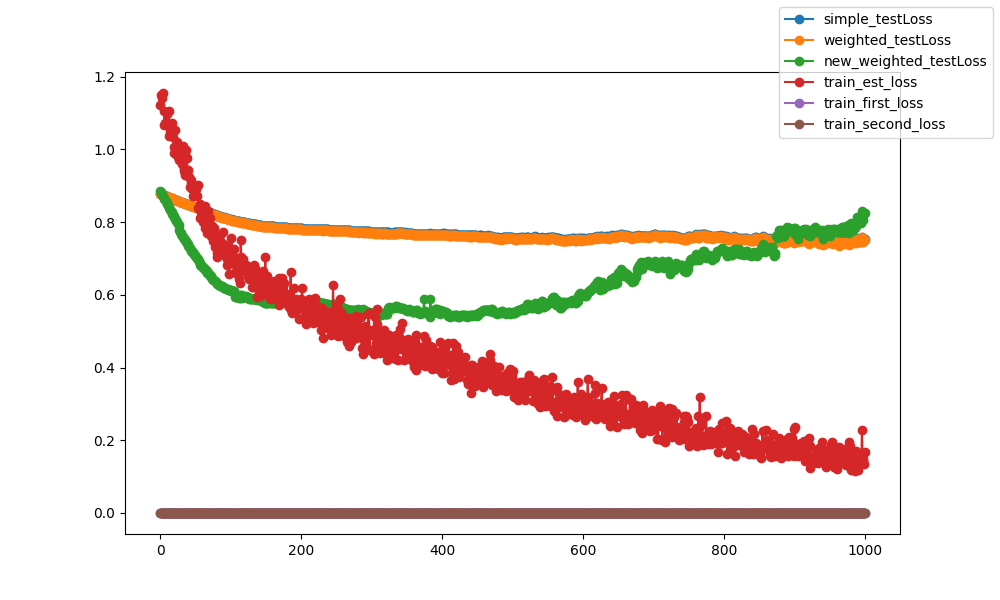 simple_testLoss
weighted_testLoss
new_weighted_testLoss
train_est_loss
train_first_loss
train_second_loss
1.2
1.0
0.8
0.6
0.4
0.2
0.0
0 200 400 600 800 1000